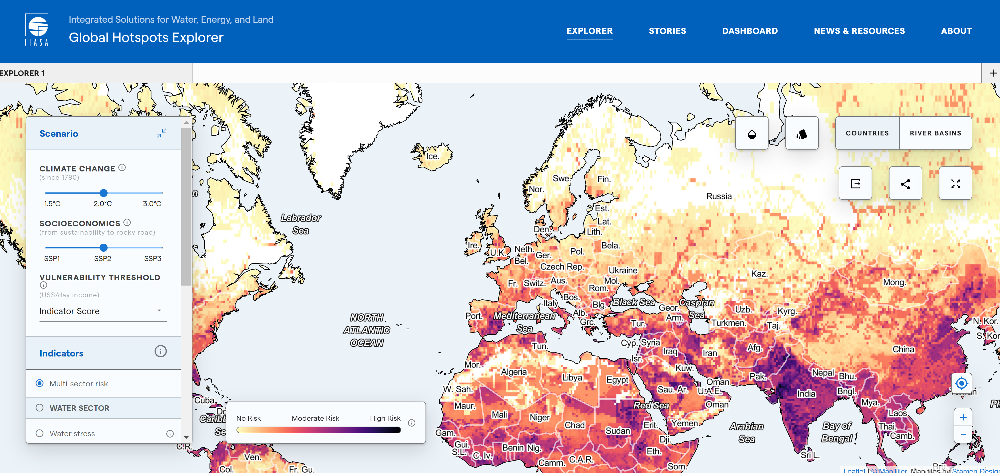 IIASA
Integrated Solutions for Water, Energy, and Land
Global Hotspots Explorer
EXPLORER
STORIES
DASHBOARD
NEWS & RESOURCES
ABOUT
EXPLORER 1
Scenario
CLIMATE CHANGE
(since 1780)
1.5°C
2.0°C
3.0°C
SOCIOECONOMICS
(from sustainability to rocky road)
SSP1
SSP2
SSP3
VULNERABILITY THRESHOLD
(US$/day income)
Indicator Score
Indicators
Multi-sector risk
WATER SECTOR
Water stress
COUNTRIES
RIVER BASINS
Ice.
Swe.
Fin.
Nor.
Russia
Est.
Labrador
Sea
Lat.
Den.
Lith.
Ire.
U.K.
Neth.
Bela.
Ger.
Pol.
Bel.
Czech Rep.
Ukraine
Kaz.
Fr.
Switz.
Aus.
Mol.
Mong.
Rom.
Bos.
Italy
Blg.
Black Sea
Caspian
Sea
Geor.
Uzb.
Kyrg.
Port.
Mediterranean
Sea
Alb.
Grc.
Tur.
Arm.
Turkmen.
Taj.
N. Kor.
S. Kor.
NORTH
ATLANTIC
OCEAN
Tun.
Cyp.
Syria
Iraq
Iran
Afg.
China
Isr.
Mor.
Algeria
Libya
Egypt
Kuw.
Pak.
Nepal
Bhu.
W. Sah.
Sau. Ar.
Oman
U.A.E.
India
Bngl.
Cuba
Maur.
Mali
Niger
Red Sea
Oman
Mya.
Laos
No Risk
Moderate Risk
High Risk
Chad
Sudan
Erit.
Yemen
Arabian
Sea
Bay of
Bengal
Thai.
Camb.
Gam.
Dji.
Gui.
S.L.
C. Iv.
Benin
Nig.
Eth.
Sri L.
C.R.
Ven.
Camrn.
C.A.R.
Som.
Col.
Fr. Gu.
Bru.
Leaflet | © MapTiler, Map tiles by Stamen Design